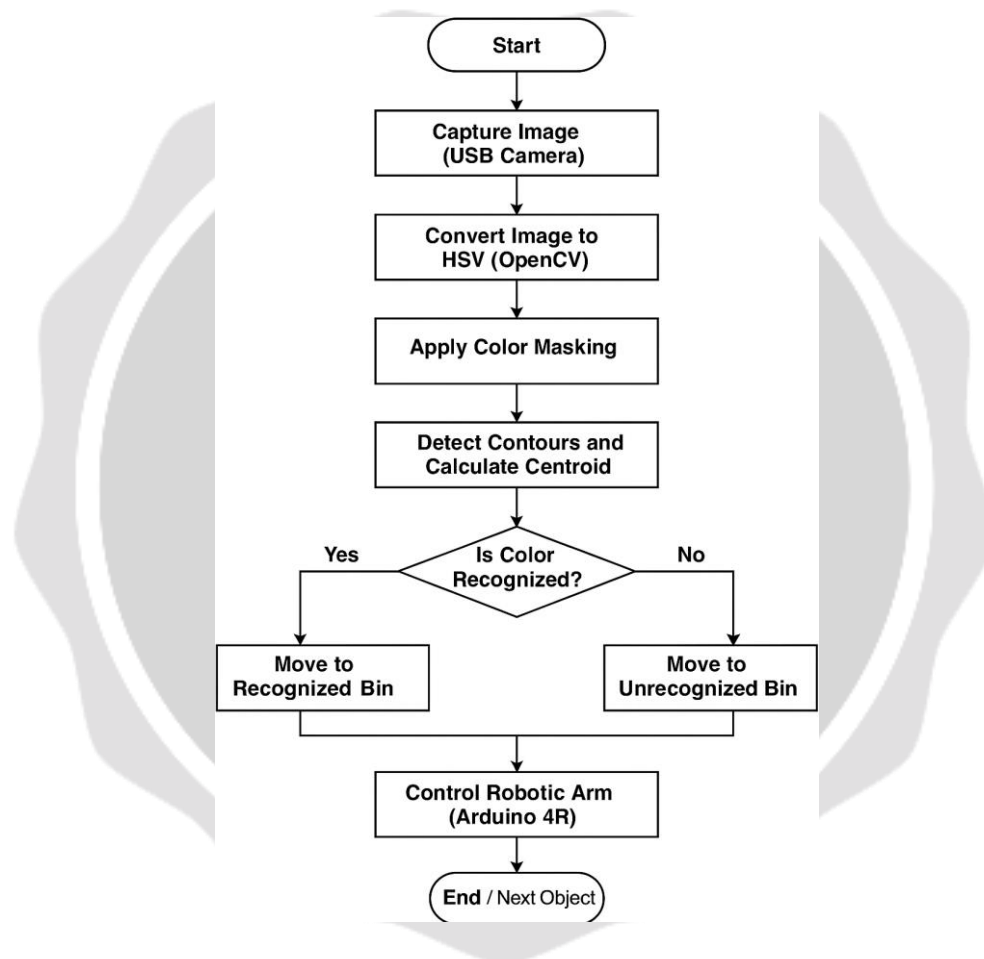 Start
Capture Image
(USB Camera)
Convert Image to
HSV (OpenCV)
Apply Color Masking
Detect Contours and
Calculate Centroid
Is Color
Recognized?
Yes
No
Move to
Recognized Bin
Move to
Unrecognized Bin
Control Robotic Arm
(Arduino 4R)
End / Next Object